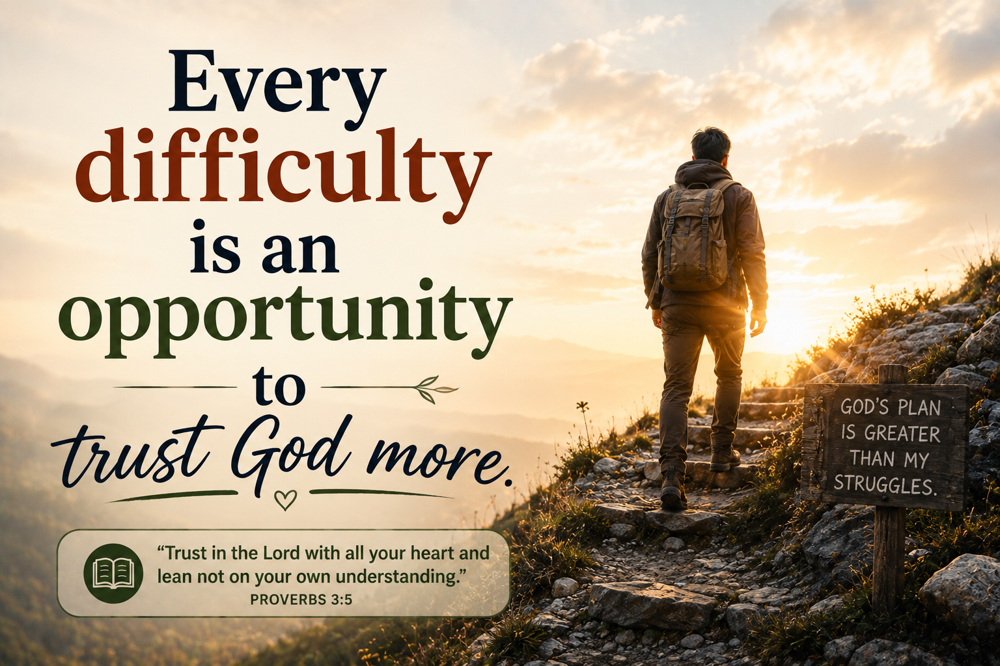 Every
difficulty
is an
opportunity
to
trust God more.
“Trust in the Lord with all your heart and
lean not on your own understanding.”
PROVERBS 3:5
GOD'S PLAN
IS GREATER
THAN MY
STRUGGLES.